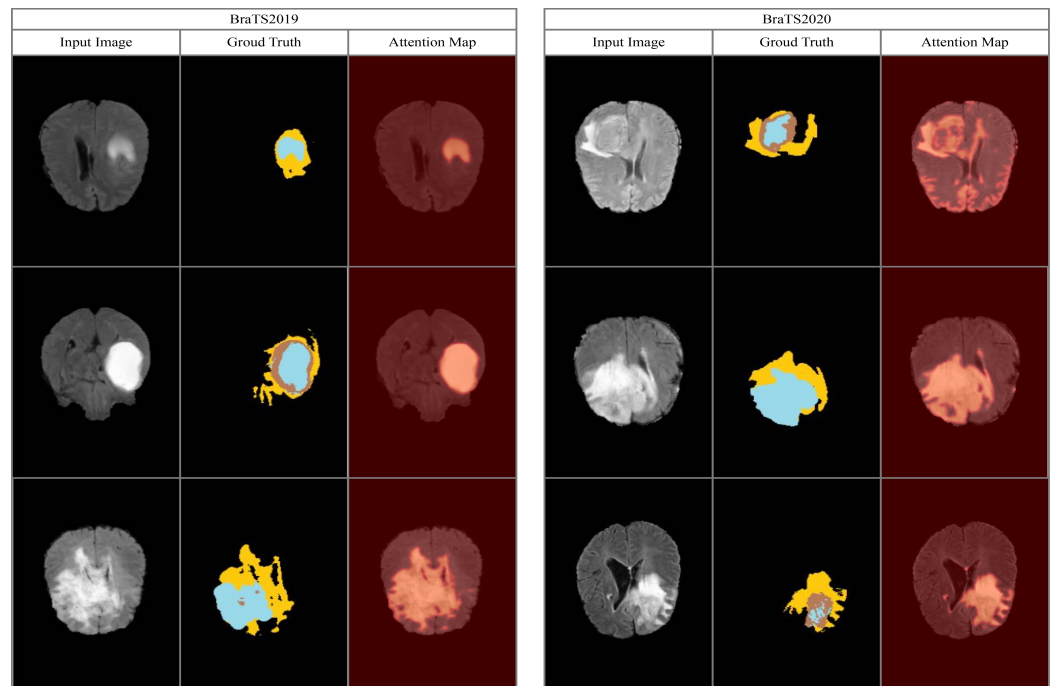 BraTS2019
Input Image Groud Truth Attention Map
BraTS2020
Input Image Groud Truth Attention Map